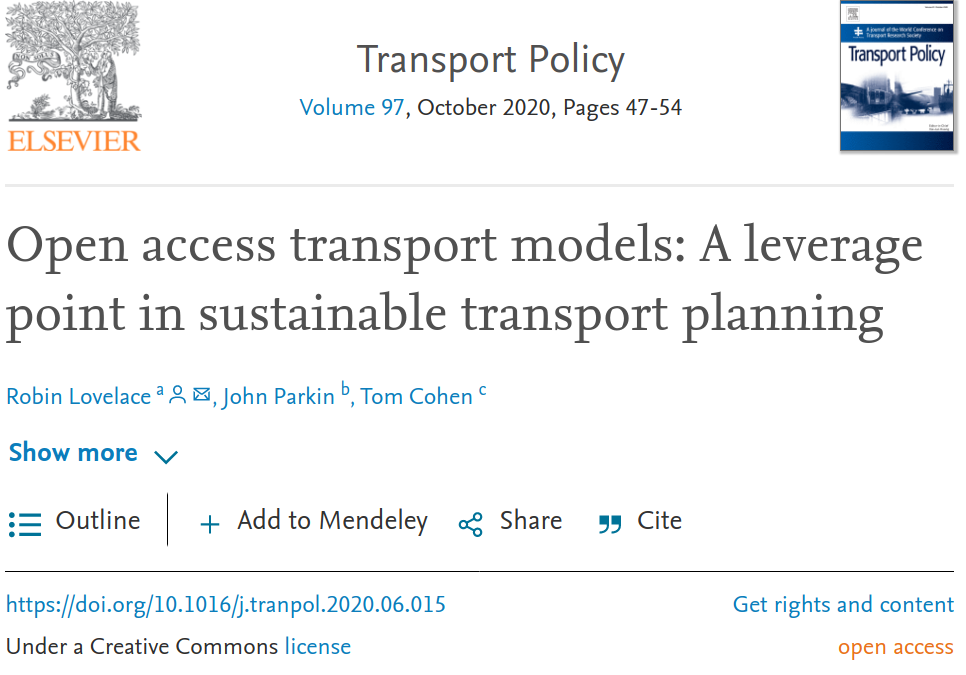 ELSEVIER
Transport Policy
Volume 97, October 2020, Pages 47-54
A journal of the World Conference on
Transport Research Society
Transport Policy
Open access transport models: A leverage
point in sustainable transport planning
Robin Lovelace a, John Parkin b, Tom Cohen c
Show more
Outline
Add to Mendeley
Share
Cite
https://doi.org/10.1016/j.tranpol.2020.06.015
Get rights and content
Under a Creative Commons license
open access